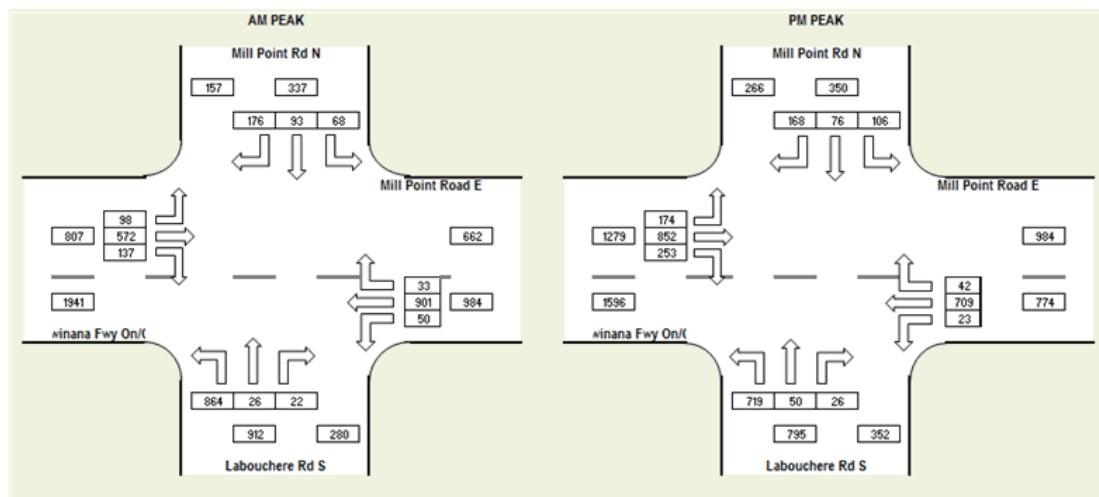 AM PEAK
Mill Point Rd N
157 337
176 93 68
Mill Point Road E
98
572
137
807
662
1941
33
901
50
984
winana Fwy On/(
864 26 22
912 280
Labouchere Rd S
PM PEAK
Mill Point Rd N
266 350
168 76 106
Mill Point Road E
174
852
253
1279
984
1596
42
709
23
774
winana Fwy On/(
719 50 26
795 352
Labouchere Rd S